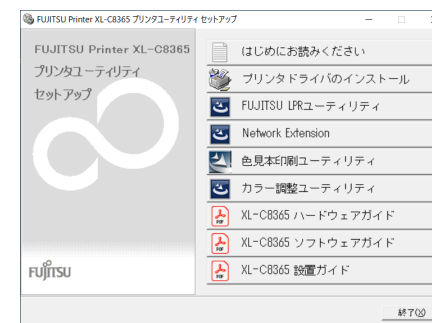 FUJITSU Printer XL-C8365 プリンタユーティリティ セットアップ
FUJITSU Printer XL-C8365
プリンタユーティリティ
セットアップ
はじめにお読みください
プリンタドライバのインストール
FUJITSU LPRユーティリティ
Network Extension
色見本印刷ユーティリティ
カラー調整ユーティリティ
XL-C8365 ハードウェアガイド
XL-C8365 ソフトウェアガイド
XL-C8365 設置ガイド
FUJITSU
終了(X)